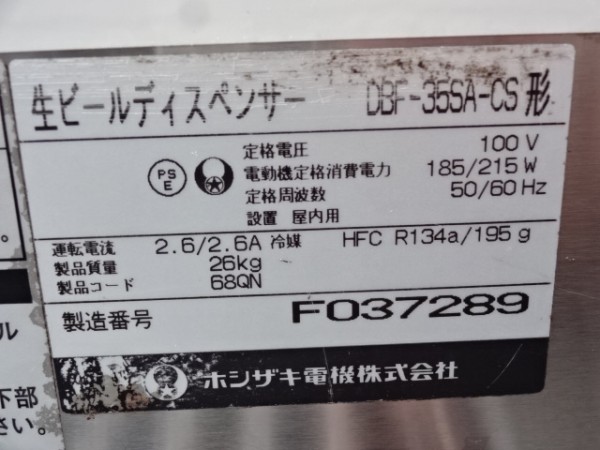 生ビールディスペンサー DBF-35SA-CS形
PS E
定格電圧 100 V
電動機定格消費電力 185/215 W
定格周波数 50/60 Hz
設置 屋内用
運転電流 2.6/2.6A 冷媒 HFC R134a/195 g
製品質量 26kg
製品コード 68QN
製造番号 F037289
ホシザキ電機株式会社
。
ル
下部
さい。